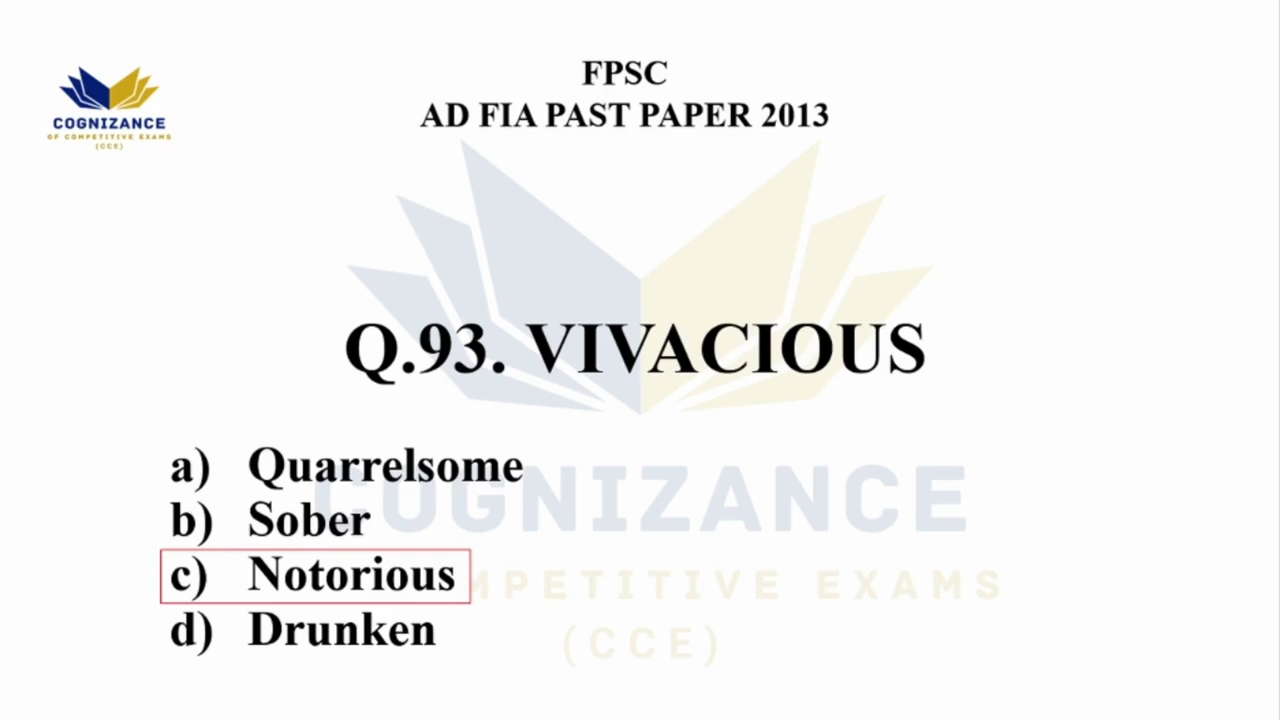 COGNIZANCE
OF COMPETITIVE EXAMS
(CCE)
FPSC
AD FIA PAST PAPER 2013
Q.93. VIVACIOUS
a) Quarrelsome
b) Sober
c) Notorious
d) Drunken
COGNIZANCE
COMPETITIVE EXAMS
(CCE)